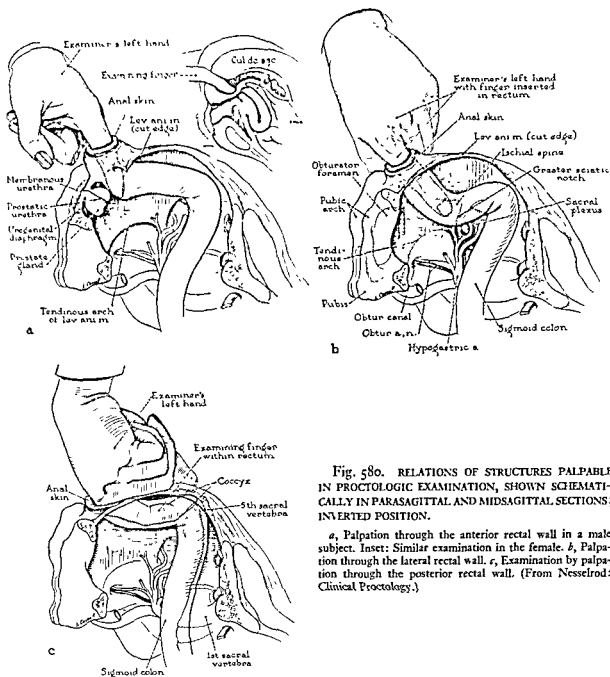 Examiner's left hand
Examining finger
Cul de sac
Anal skin
Lev ani m
(cut edge)
Membranous
urethra
Prostatic
urethra
Urogenital
diaphragm
Prostate
gland
Tendinous arch
of lev ani m
a
Examiner's left hand
with finger inserted
in rectum
Anal skin
Lev ani m (cut edge)
Ischial spine
Greater sciatic
notch
Sacral
plexus
Obturator
foramen
Pubic
arch
Tendi-
nous
arch
Pubis
Obtur canal
Obtur a, n.
Hypogastric a
Sigmoid colon
b
Examiner's
left hand
Examining finger
within rectum
Coccyx
Anal
skin
5th sacral
vertebra
1st sacral
vertebra
Sigmoid colon
c
Fig. 580. RELATIONS OF STRUCTURES PALPABLE
IN PROCTOLOGIC EXAMINATION, SHOWN SCHEMATI-
CALLY IN PARASAGITTAL AND MIDSAGITTAL SECTIONS:
INVERTED POSITION.
a, Palpation through the anterior rectal wall in a male
subject. Inset: Similar examination in the female. b, Palpa-
tion through the lateral rectal wall. c, Examination by palpa-
tion through the posterior rectal wall. (From Nesselrod:
Clinical Proctology.)